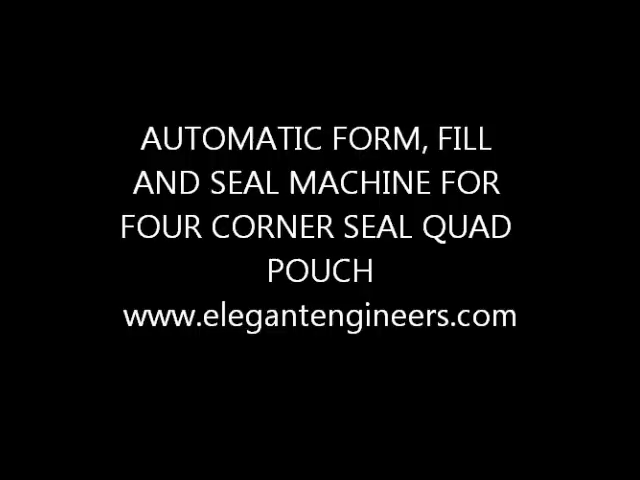 AUTOMATIC FORM, FILL
AND SEAL MACHINE FOR
FOUR CORNER SEAL QUAD
POUCH
www.elegantengineers.com